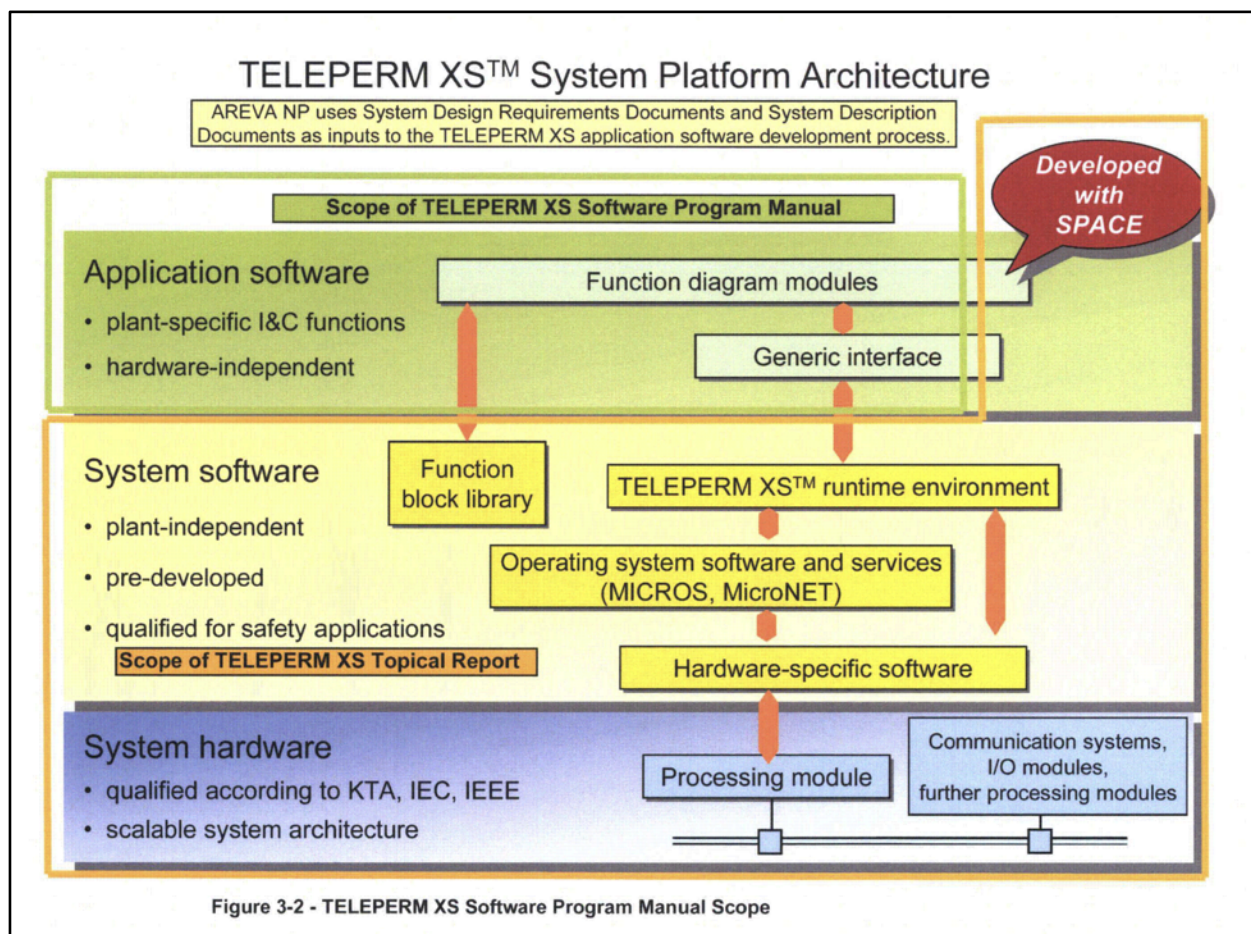 TELEPERM XS™ System Platform Architecture
AREVA NP uses System Design Requirements Documents and System Description
Documents as inputs to the TELEPERM XS application software development process.
Developed
with
SPACE
Scope of TELEPERM XS Software Program Manual
Application software
• plant-specific I&C functions
• hardware-independent
Function diagram modules
Generic interface
System software
• plant-independent
• pre-developed
• qualified for safety applications
Scope of TELEPERM XS Topical Report
Function
block library
TELEPERM XS™ runtime environment
Operating system software and services
(MICROS, MicroNET)
Hardware-specific software
System hardware
• qualified according to KTA, IEC, IEEE
• scalable system architecture
Processing module
Communication systems,
I/O modules,
further processing modules
Figure 3-2 - TELEPERM XS Software Program Manual Scope